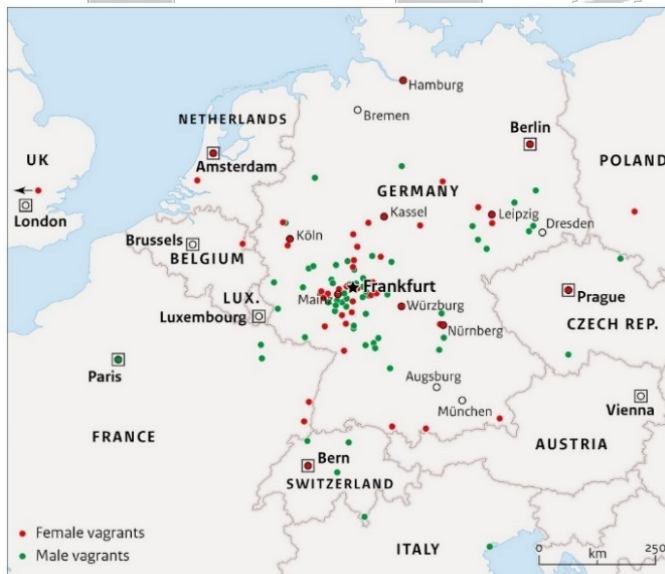 Hamburg
Bremen
NETHERLANDS
Berlin
UK
Amsterdam
POLAND
GERMANY
London
Kassel
Leipzig
Köln
Dresden
Brussels
BELGIUM
Frankfurt
LUX.
Mainz
Prague
Würzburg
Luxembourg
CZECH REP.
Nürnberg
Paris
Augsburg
München
Vienna
FRANCE
AUSTRIA
Bern
SWITZERLAND
Female vagrants
Male vagrants
ITALY
0 km 250